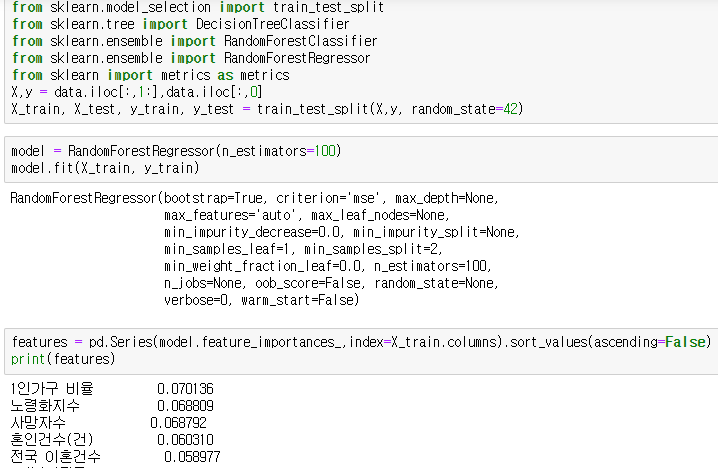 from sklearn.model_selection import train_test_split
from sklearn.tree import DecisionTreeClassifier
from sklearn.ensemble import RandomForestClassifier
from sklearn.ensemble import RandomForestRegressor
from sklearn import metrics as metrics
X,y = data.iloc[:,1:],data.iloc[:,0]
X_train, X_test, y_train, y_test = train_test_split(X,y, random_state=42)
model = RandomForestRegressor(n_estimators=100)
model.fit(X_train, y_train)
RandomForestRegressor(bootstrap=True, criterion='mse', max_depth=None,
max_features='auto', max_leaf_nodes=None,
min_impurity_decrease=0.0, min_impurity_split=None,
min_samples_leaf=1, min_samples_split=2,
min_weight_fraction_leaf=0.0, n_estimators=100,
n_jobs=None, oob_score=False, random_state=None,
verbose=0, warm_start=False)
features = pd.Series(model.feature_importances_,index=X_train.columns).sort_values(ascending=False)
print(features)
1인가구 비율 0.070136
노령화지수 0.068809
사망자수 0.068792
혼인건수(건) 0.060310
전국 이혼건수 0.058977